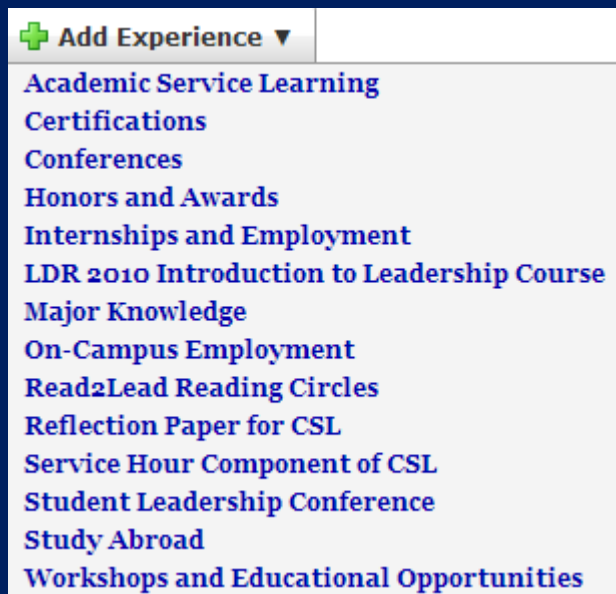 Add Experience ▼
Academic Service Learning
Certifications
Conferences
Honors and Awards
Internships and Employment
LDR 2010 Introduction to Leadership Course
Major Knowledge
On-Campus Employment
Read2Lead Reading Circles
Reflection Paper for CSL
Service Hour Component of CSL
Student Leadership Conference
Study Abroad
Workshops and Educational Opportunities